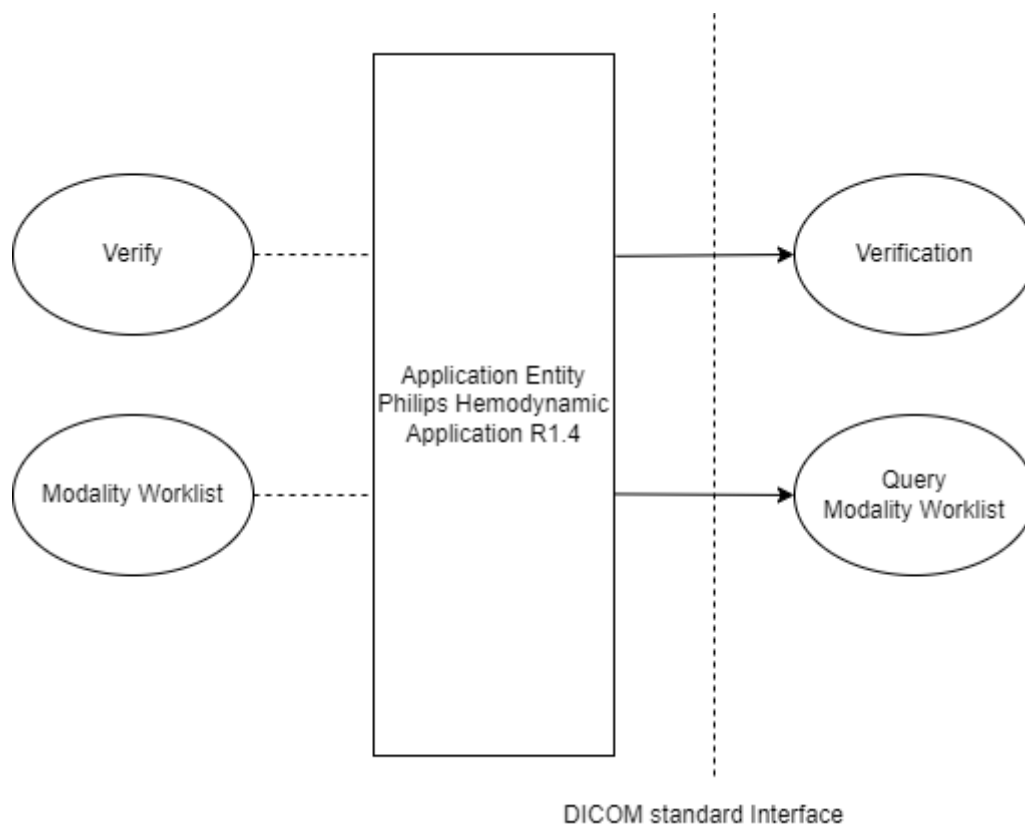 Verify
Verification
Application Entity
Philips Hemodynamic
Application R1.4
Modality Worklist
Query
Modality Worklist
DICOM standard Interface